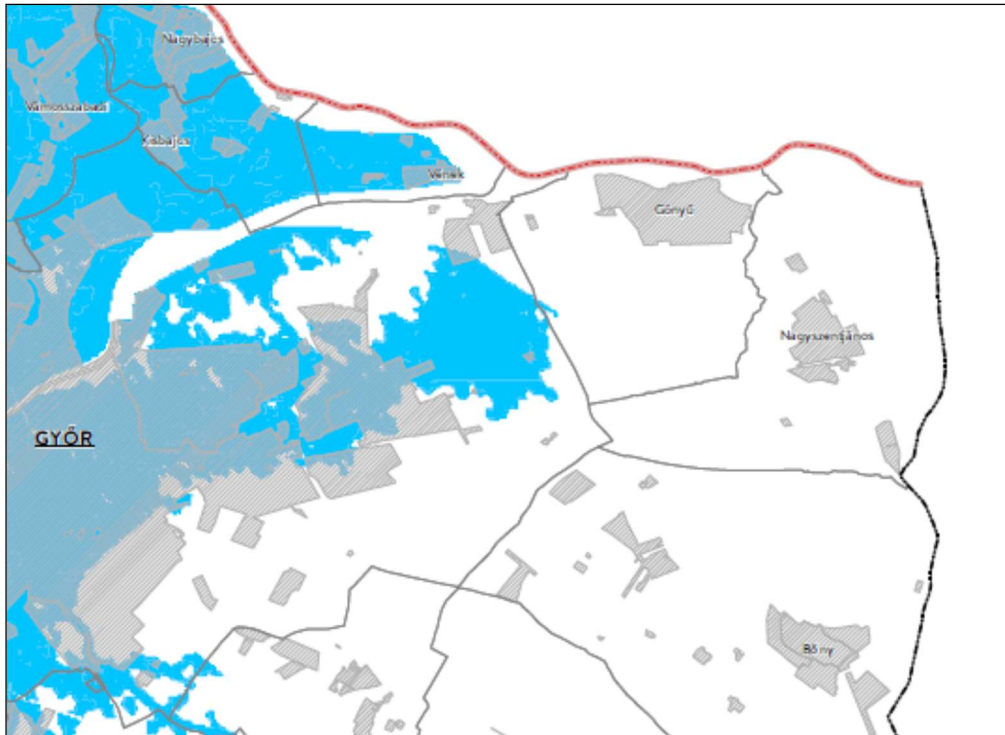 Nagybajcs
Vámosszabadi
Kisbajcs
Vének
Gönyű
Nagyszentjános
GYŐR
Bőny